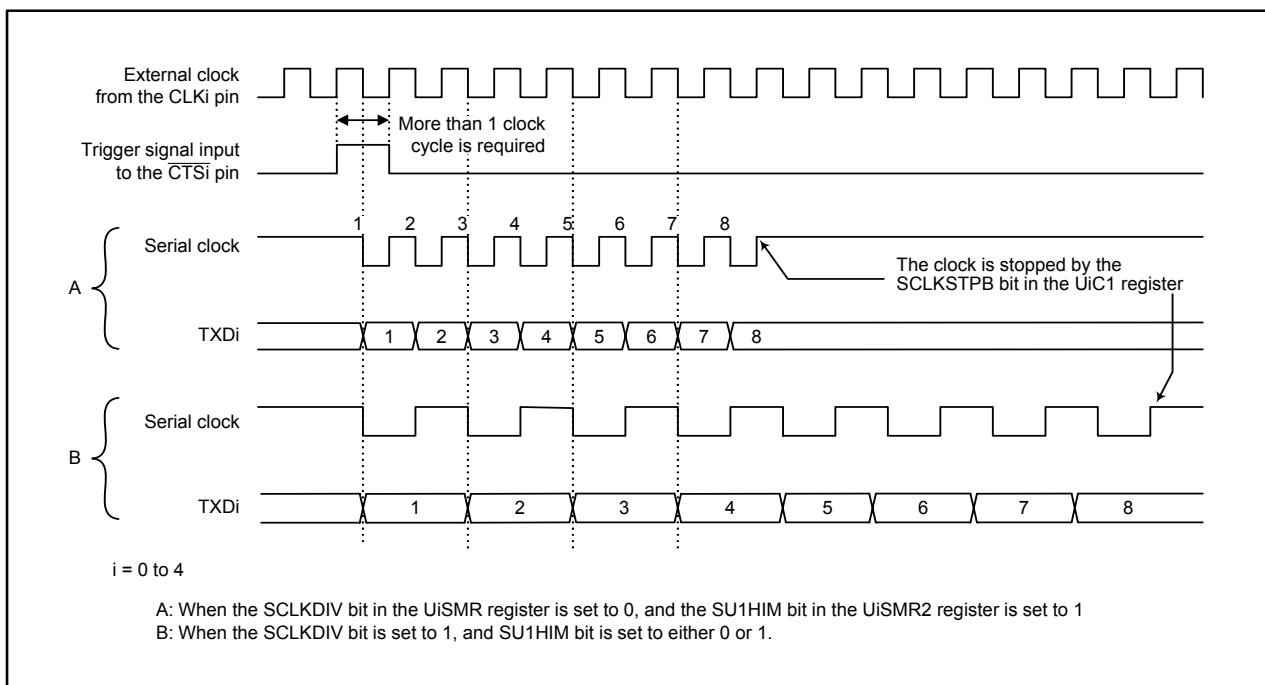 External clock
from the CLKi pin
More than 1 clock
cycle is required
Trigger signal input
to the CTSi pin
1 2 3 4 5 6 7 8
Serial clock
The clock is stopped by the
SCLKSTPB bit in the UiC1 register
A
TXDi
1 2 3 4 5 6 7 8
Serial clock
B
TXDi
1 2 3 4 5 6 7 8
i = 0 to 4
A: When the SCLKDIV bit in the UiSMR register is set to 0, and the SU1HIM bit in the UiSMR2 register is set to 1
B: When the SCLKDIV bit is set to 1, and SU1HIM bit is set to either 0 or 1.